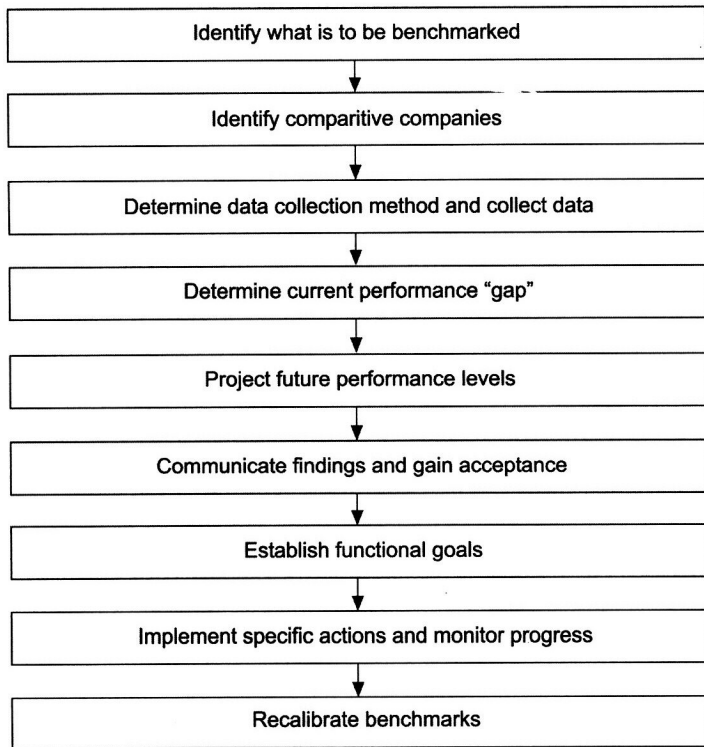 Identify what is to be benchmarked
Identify comparitive companies
Determine data collection method and collect data
Determine current performance “gap”
Project future performance levels
Communicate findings and gain acceptance
Establish functional goals
Implement specific actions and monitor progress
Recalibrate benchmarks